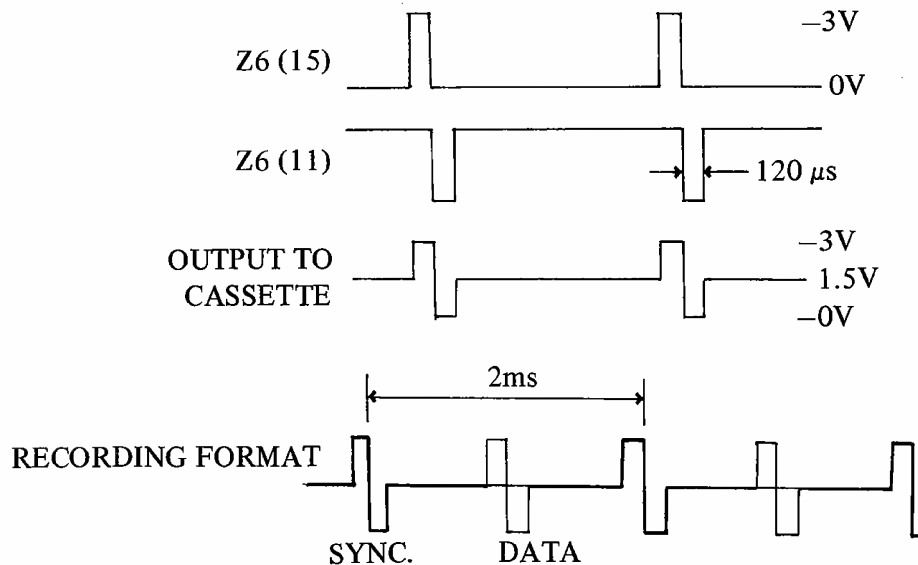 Z6 (15)
–3V
0V
Z6 (11)
120 μs
OUTPUT TO
CASSETTE
–3V
1.5V
–0V
2ms
RECORDING FORMAT
SYNC. DATA